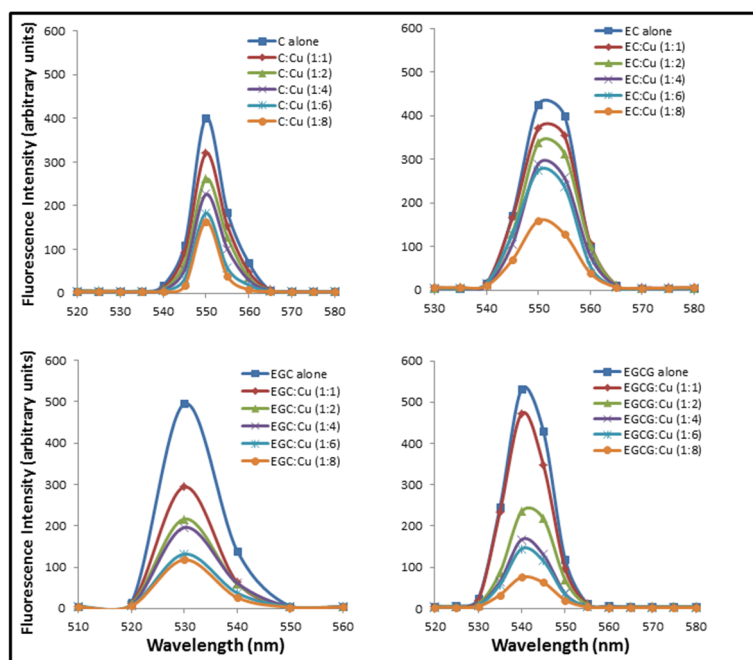 Fluorescence Intensity (arbitrary units)
600
500
400
300
200
100
0
520 530 540 550 560 570 580
C alone
C:Cu (1:1)
C:Cu (1:2)
C:Cu (1:4)
C:Cu (1:6)
C:Cu (1:8)
600
500
400
300
200
100
0
530 540 550 560 570 580
EC alone
EC:Cu (1:1)
EC:Cu (1:2)
EC:Cu (1:4)
EC:Cu (1:6)
EC:Cu (1:8)
Fluorescence Intensity (arbitrary units)
600
500
400
300
200
100
0
510 520 530 540 550 560
Wavelength (nm)
EGC alone
EGC:Cu (1:1)
EGC:Cu (1:2)
EGC:Cu (1:4)
EGC:Cu (1:6)
EGC:Cu (1:8)
600
500
400
300
200
100
0
520 530 540 550 560 570 580
Wavelength (nm)
EGCG alone
EGCG:Cu (1:1)
EGCG:Cu (1:2)
EGCG:Cu (1:4)
EGCG:Cu (1:6)
EGCG:Cu (1:8)